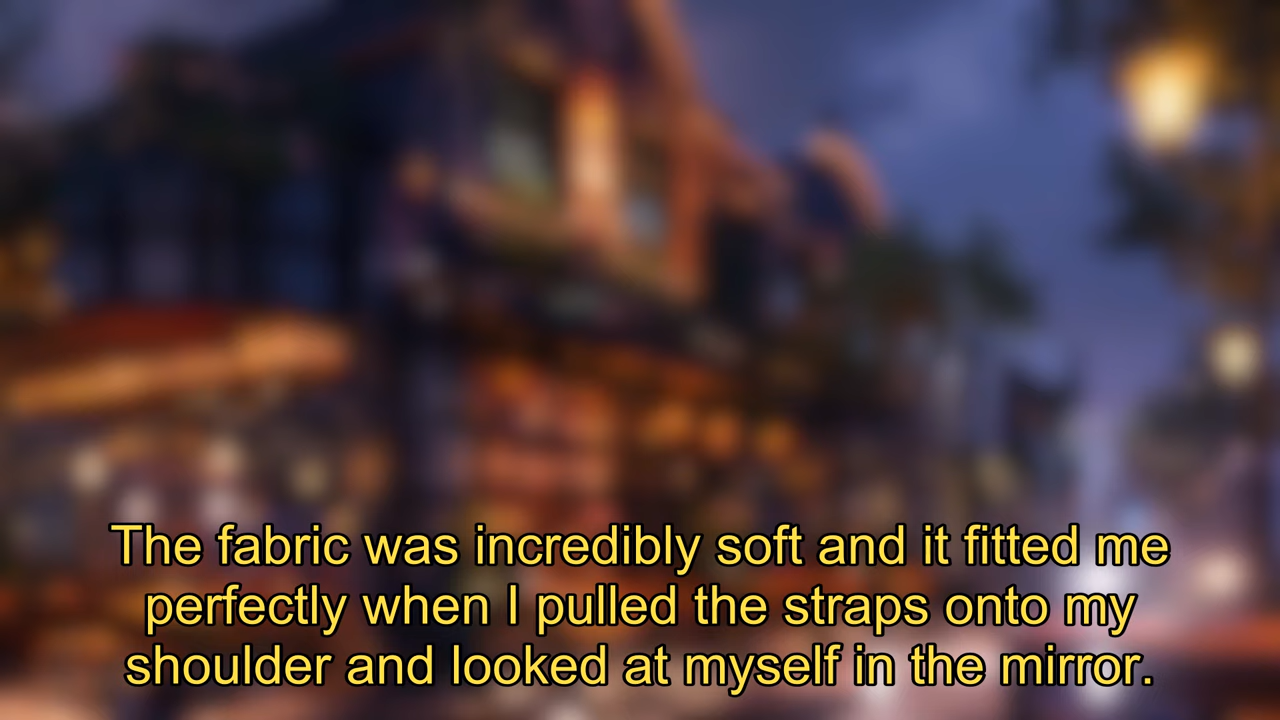 The fabric was incredibly soft and it fitted me
perfectly when I pulled the straps onto my
shoulder and looked at myself in the mirror.